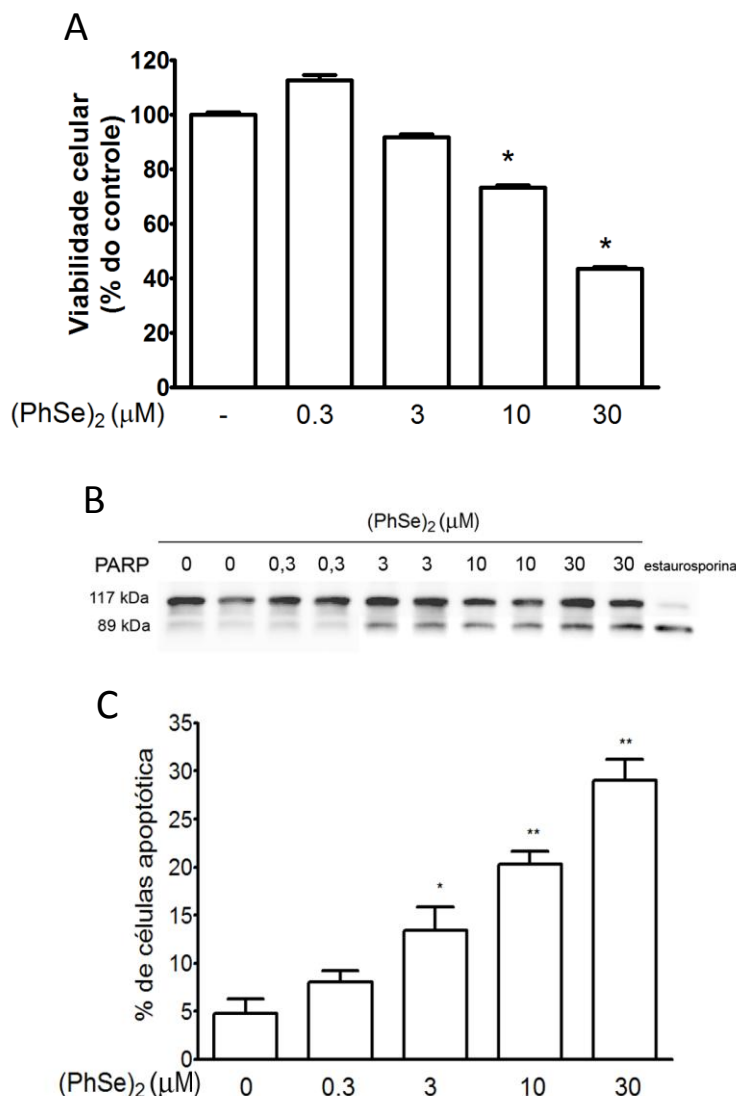 A
Viabilidade celular
(% do controle)
120
100
80
60
40
20
0
*
*
(PhSe)2 (μM) - 0.3 3 10 30
B
(PhSe)2 (μM)
PARP 0 0 0,3 0,3 3 3 10 10 30 30 estaurosporina
117 kDa
89 kDa
C
% de células apoptótica
35
30
25
20
15
10
5
0
*
**
**
(PhSe)2 (μM) 0 0.3 3 10 30